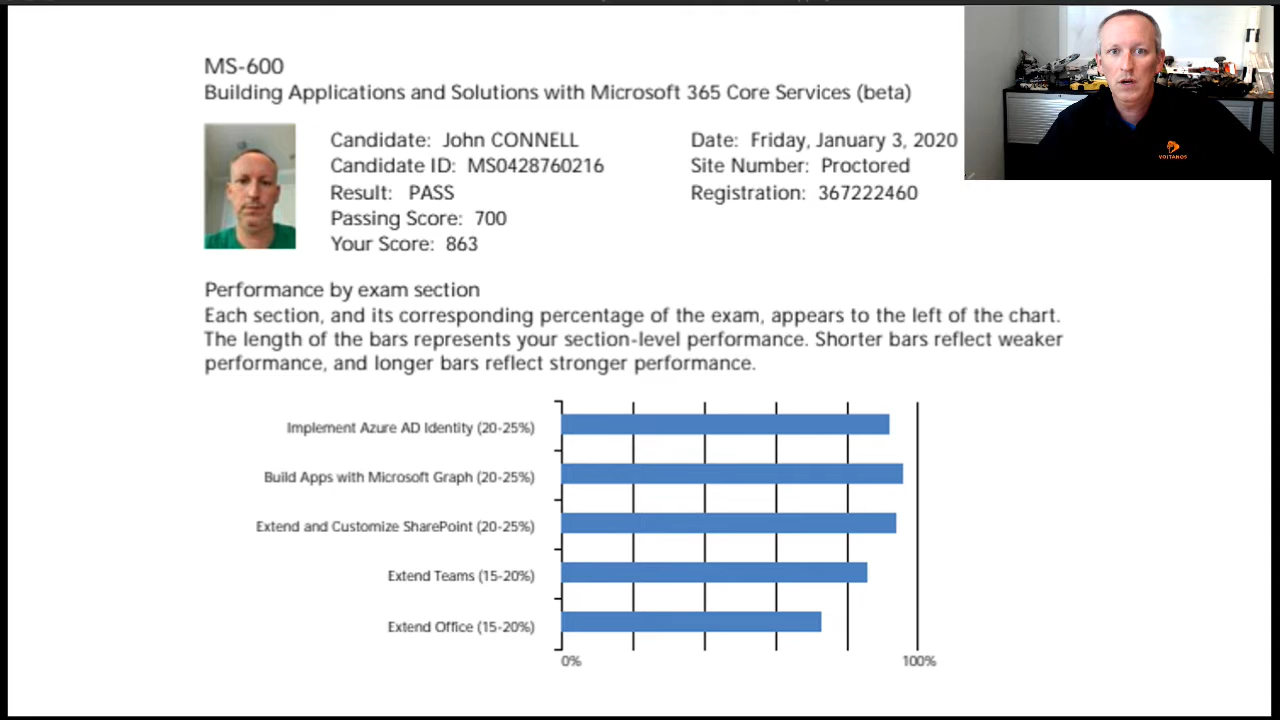 MS-600
Building Applications and Solutions with Microsoft 365 Core Services (beta)
Candidate: John CONNELL
Candidate ID: MS0428760216
Result: PASS
Passing Score: 700
Your Score: 863
Date: Friday, January 3, 2020
Site Number: Proctored
Registration: 367222460
VOITANOS
Performance by exam section
Each section, and its corresponding percentage of the exam, appears to the left of the chart.
The length of the bars represents your section-level performance. Shorter bars reflect weaker
performance, and longer bars reflect stronger performance.
Implement Azure AD Identity (20-25%)
Build Apps with Microsoft Graph (20-25%)
Extend and Customize SharePoint (20-25%)
Extend Teams (15-20%)
Extend Office (15-20%)
0%
100%